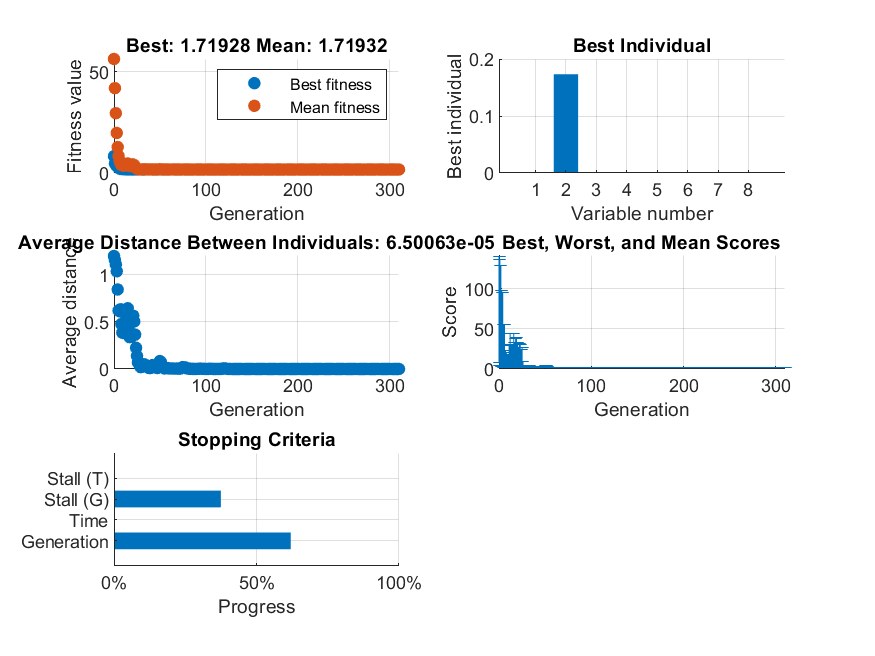 Best: 1.71928 Mean: 1.71932
Fitness value
50
0
Best fitness
Mean fitness
0 100 200 300
Generation
Best Individual
Best individual
0.2
0.1
0
1 2 3 4 5 6 7 8
Variable number
Average Distance Between Individuals: 6.50063e-05
Average distance
1
0.5
0
0 100 200 300
Generation
Best, Worst, and Mean Scores
Score
100
50
0
0 100 200 300
Generation
Stopping Criteria
Stall (T)
Stall (G)
Time
Generation
0% 50% 100%
Progress